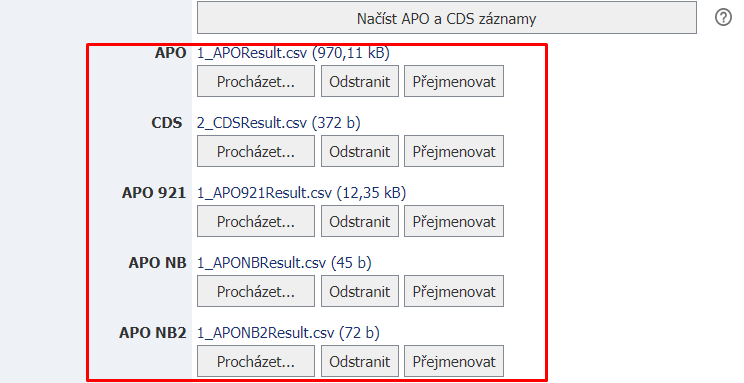 Načíst APO a CDS záznamy
APO 1_APOResult.csv (970,11 kB)
Procházet... Odstranit Přejmenovat
CDS 2_CDSResult.csv (372 b)
Procházet... Odstranit Přejmenovat
APO 921 1_APO921Result.csv (12,35 kB)
Procházet... Odstranit Přejmenovat
APO NB 1_APONBResult.csv (45 b)
Procházet... Odstranit Přejmenovat
APO NB2 1_APONB2Result.csv (72 b)
Procházet... Odstranit Přejmenovat